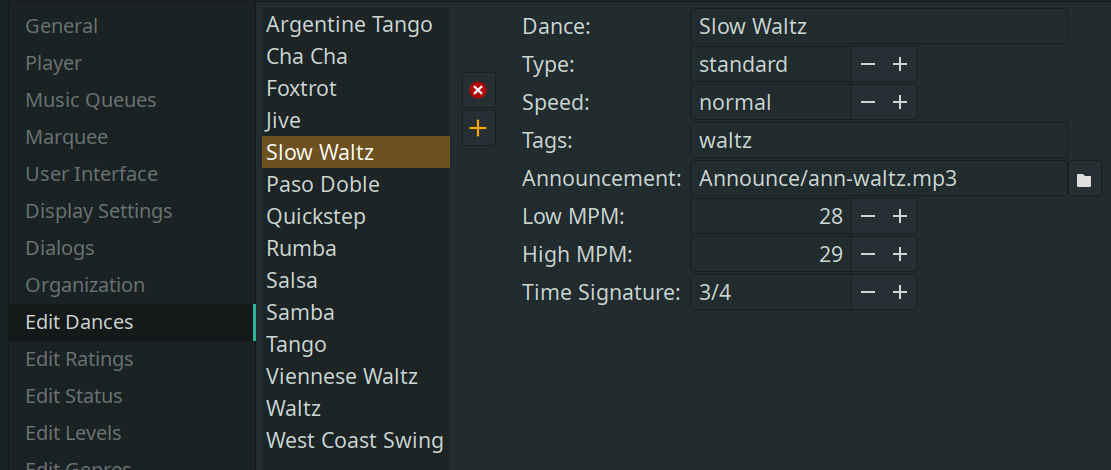 General
Player
Music Queues
Marquee
User Interface
Display Settings
Dialogs
Organization
Edit Dances
Edit Ratings
Edit Status
Edit Levels
Edit Genres
Argentine Tango
Cha Cha
Foxtrot
Jive
Slow Waltz
Paso Doble
Quickstep
Rumba
Salsa
Samba
Tango
Viennese Waltz
Waltz
West Coast Swing
Dance: Slow Waltz
Type: standard
Speed: normal
Tags: waltz
Announcement: Announce/ann-waltz.mp3
Low MPM: 28
High MPM: 29
Time Signature: 3/4